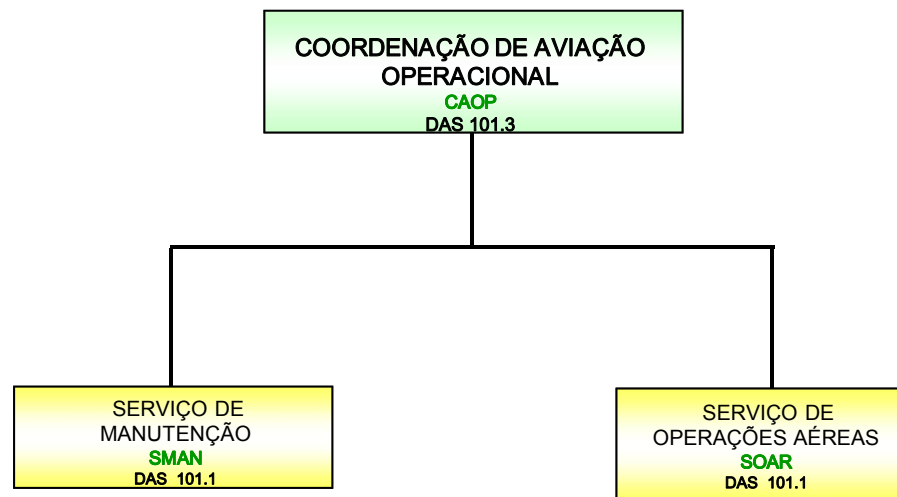 COORDENAÇÃO DE AVIAÇÃO
OPERACIONAL
CAOP
DAS 101.3
SERVIÇO DE
MANUTENÇÃO
SMAN
DAS 101.1
SERVIÇO DE
OPERAÇÕES AÉREAS
SOAR
DAS 101.1